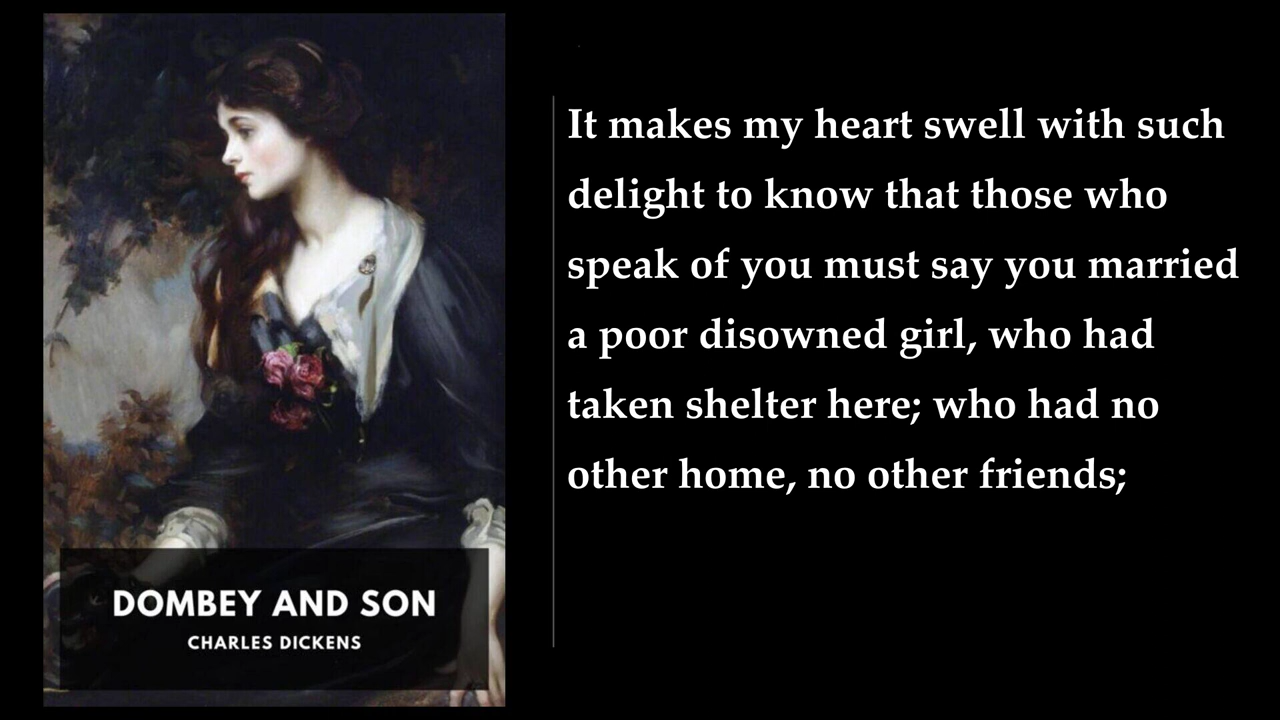 DOMBEY AND SON
CHARLES DICKENS
It makes my heart swell with such
delight to know that those who
speak of you must say you married
a poor disowned girl, who had
taken shelter here; who had no
other home, no other friends;